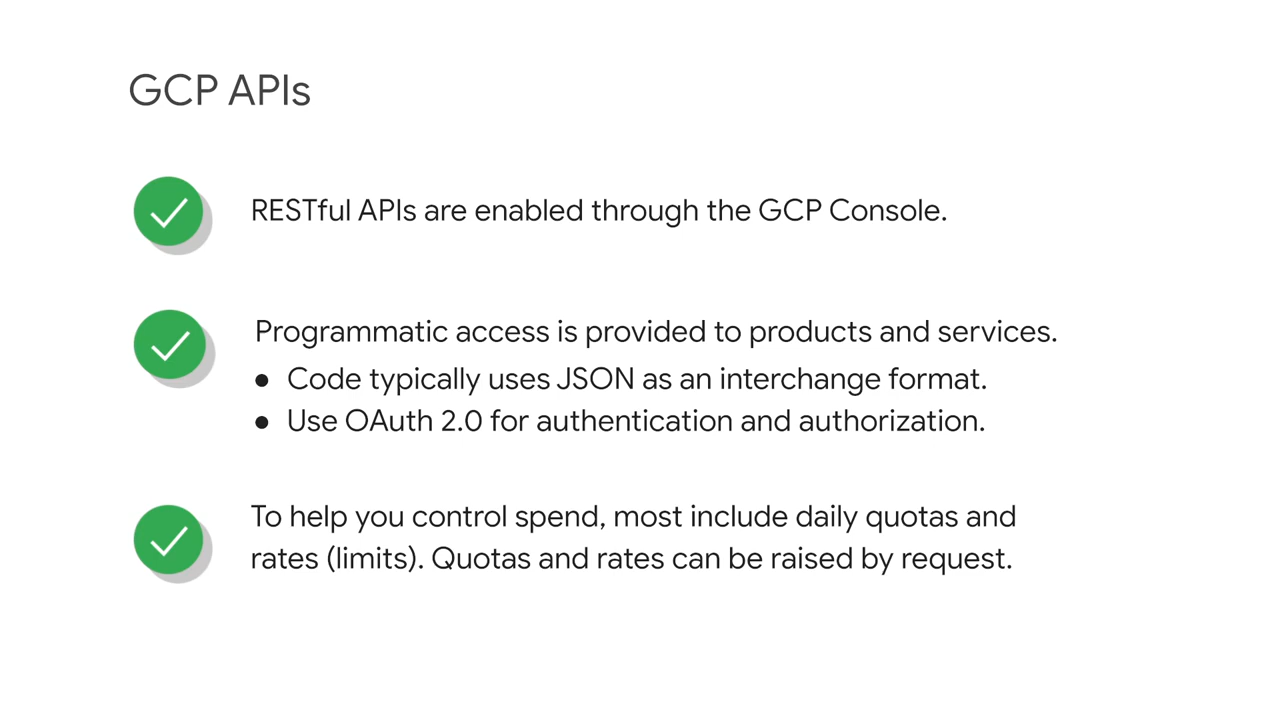 GCP APIs
RESTful APIs are enabled through the GCP Console.
Programmatic access is provided to products and services.
● Code typically uses JSON as an interchange format.
● Use OAuth 2.0 for authentication and authorization.
To help you control spend, most include daily quotas and
rates (limits). Quotas and rates can be raised by request.